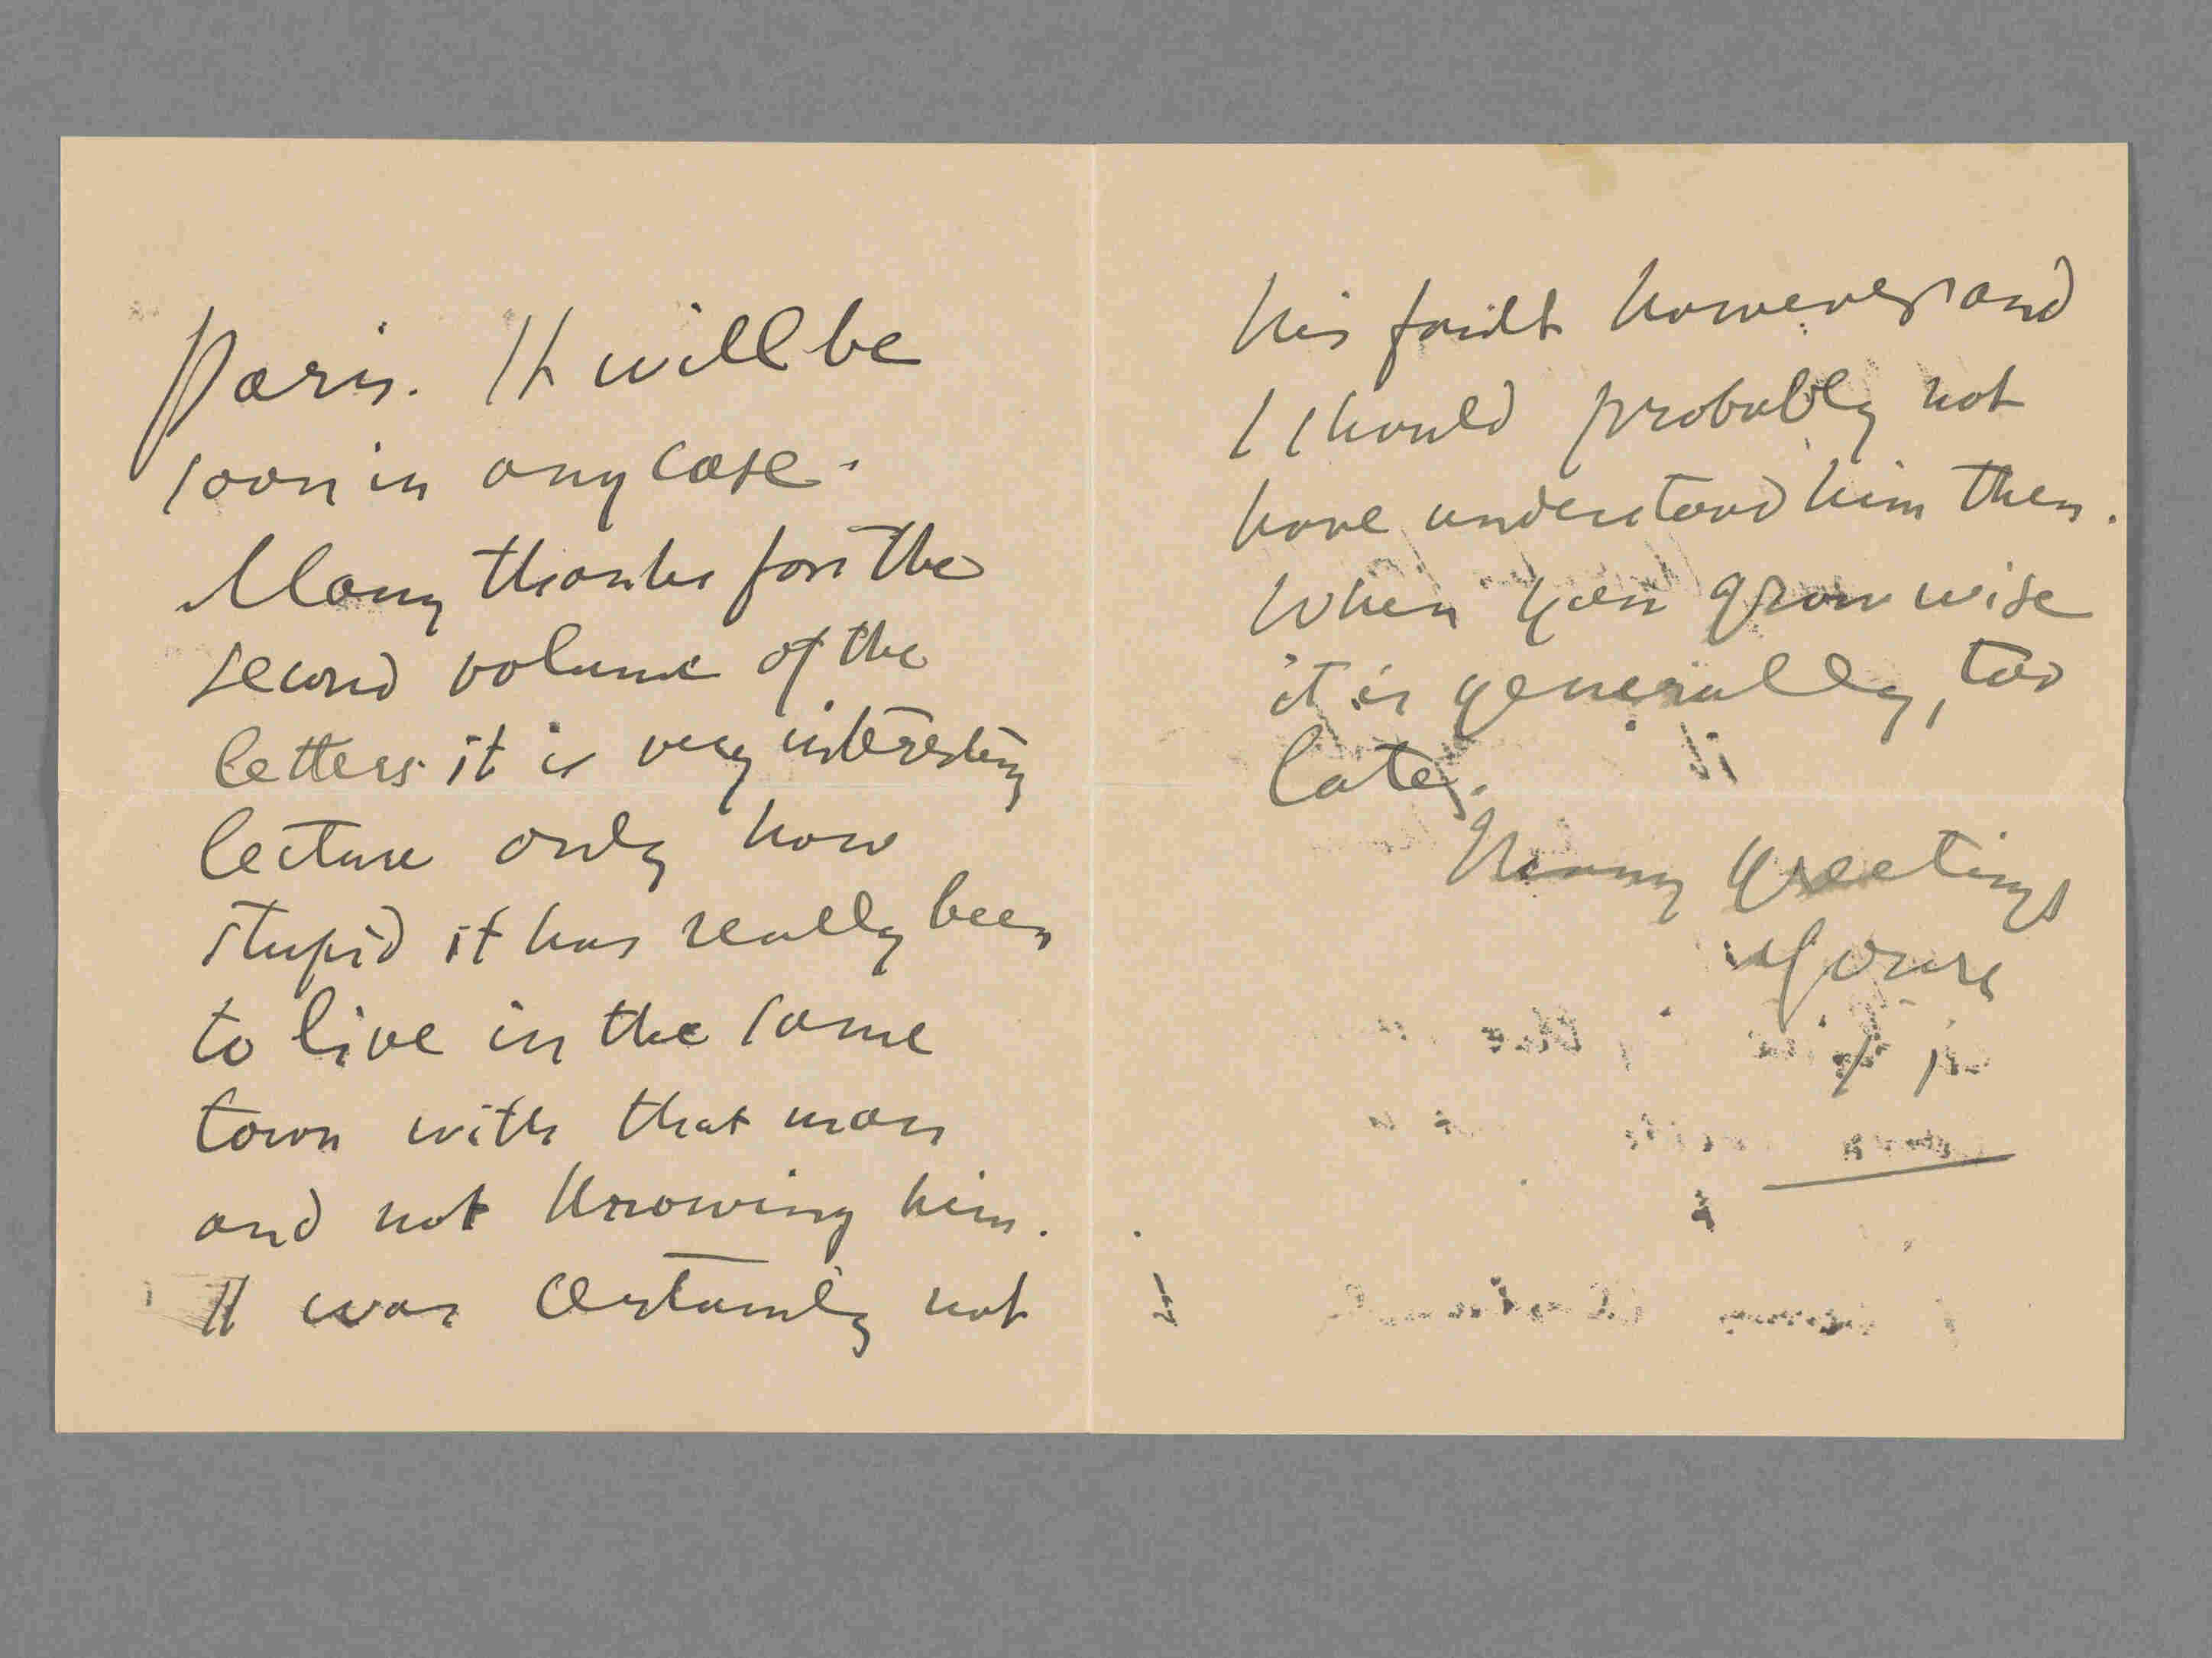 Paris. It will be
soon in any case.
Many thanks for the
second volume of the
letters it is very interesting
lecture only how
stupid it has really been
to live in the same
town with that man
and not knowing him.
It was certainly not
his fault however and
I should probably not
have understood him then.
When you grow wise
it is generally, too
late.
Many Greetings
Yours